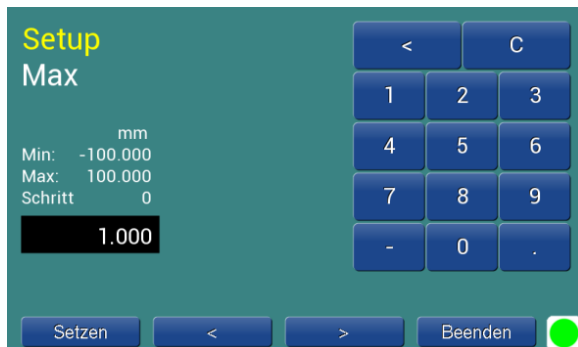 Setup
Max
mm
Min: -100.000
Max: 100.000
Schritt 0
1.000
< C
1 2 3
4 5 6
7 8 9
- 0 .
Setzen < > Beenden